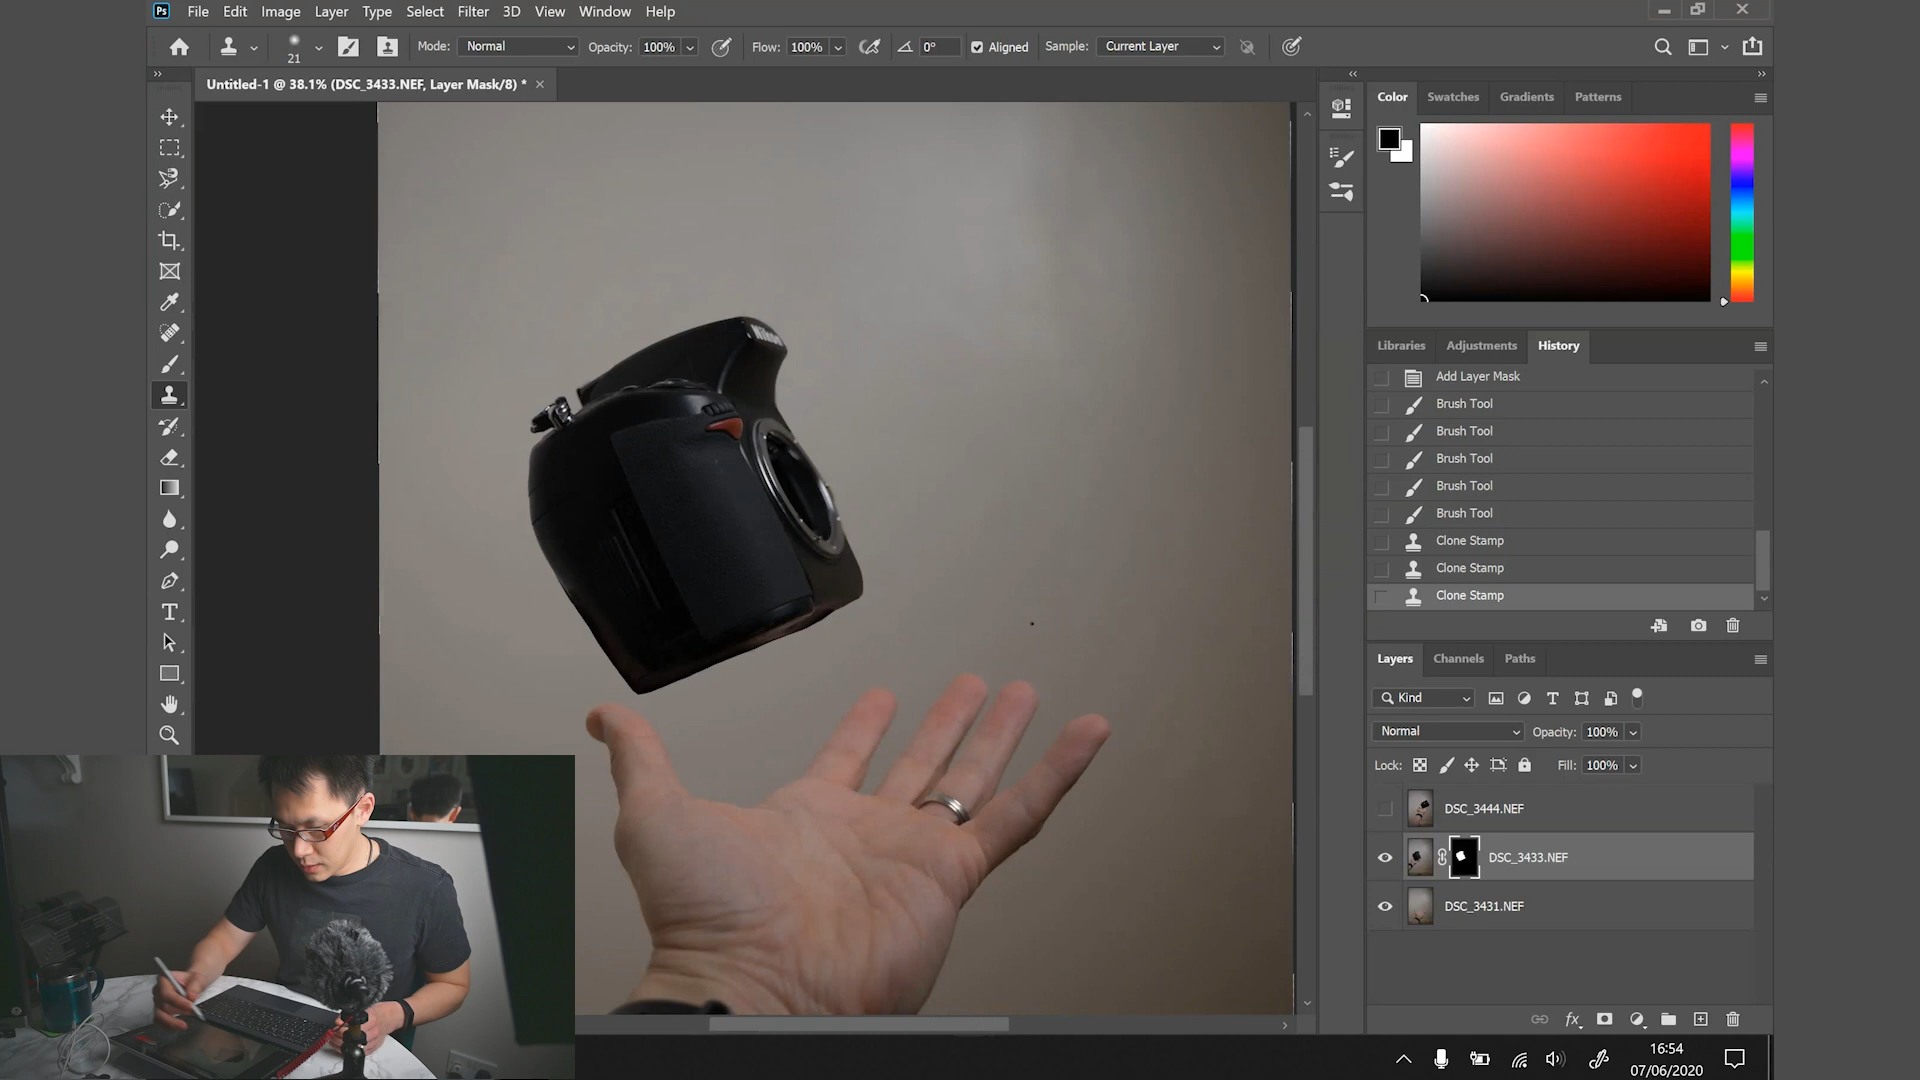 Ps File Edit Image Layer Type Select Filter 3D View Window Help
21 Mode: Normal Opacity: 100% Flow: 100% 0° Aligned Sample: Current Layer
Untitled-1 @ 38.1% (DSC_3433.NEF, Layer Mask/8) *
Color Swatches Gradients Patterns
Nikon
Libraries Adjustments History
Add Layer Mask
Brush Tool
Brush Tool
Brush Tool
Brush Tool
Brush Tool
Clone Stamp
Clone Stamp
Clone Stamp
Layers Channels Paths
Kind
Normal Opacity: 100%
Lock: Fill: 100%
DSC_3444.NEF
DSC_3433.NEF
DSC_3431.NEF
fx
16:54
07/06/2020